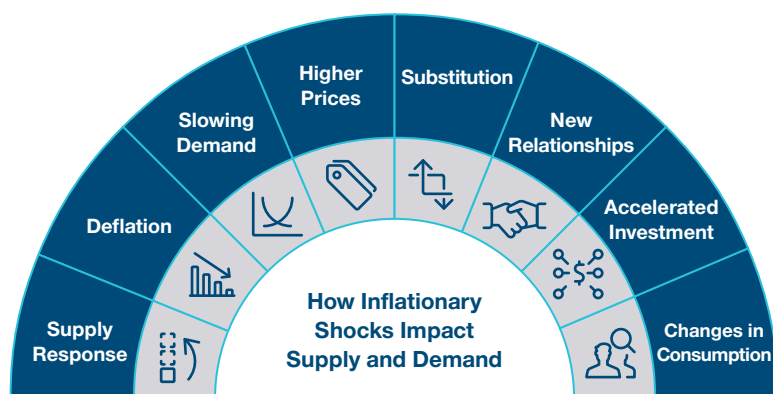 Supply
Response
Deflation
Slowing
Demand
Higher
Prices
Substitution
New
Relationships
Accelerated
Investment
Changes in
Consumption
$
How Inflationary
Shocks Impact
Supply and Demand